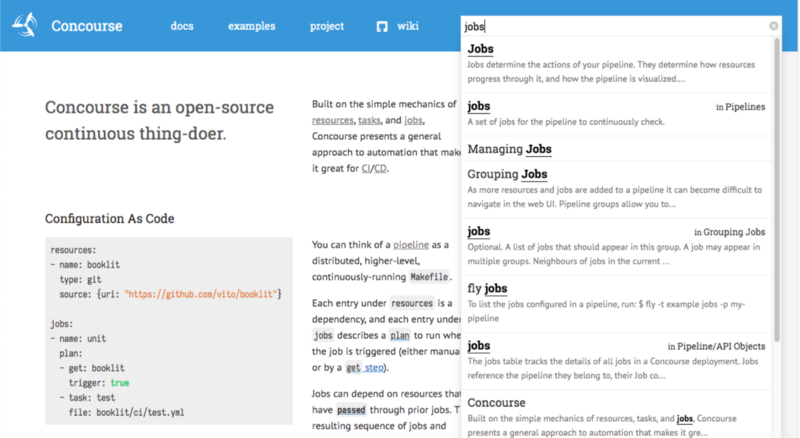 Concourse docs examples project wiki
jobs
Concourse is an open-source
continuous thing-doer.
Built on the simple mechanics of
resources, tasks, and jobs,
Concourse presents a general
approach to automation that make
it great for CI/CD.
Configuration As Code
resources:
- name: booklit
type: git
source: {uri: "https://github.com/vito/booklit"}
jobs:
- name: unit
plan:
- get: booklit
trigger: true
- task: test
file: booklit/ci/test.yml
You can think of a pipeline as a
distributed, higher-level,
continuously-running Makefile.
Each entry under resources is a
dependency, and each entry under
jobs describes a plan to run whe
the job is triggered (either manua
or by a get step).
Jobs can depend on resources that
have passed through prior jobs. T
resulting sequence of jobs and
Jobs
Jobs determine the actions of your pipeline. They determine how resources
progress through it, and how the pipeline is visualized....
jobs in Pipelines
A set of jobs for the pipeline to continuously check.
Managing Jobs
Grouping Jobs
As more resources and jobs are added to a pipeline it can become difficult to
navigate in the web UI. Pipeline groups allow you to...
jobs in Grouping Jobs
Optional. A list of jobs that should appear in this group. A job may appear in
multiple groups. Neighbours of jobs in the current ...
fly jobs
To list the jobs configured in a pipeline, run: $ fly -t example jobs -p my-
pipeline
jobs in Pipeline/API Objects
The jobs table tracks the details of all jobs in a Concourse deployment. Jobs
reference the pipeline they belong to, their Job co...
Concourse
Built on the simple mechanics of resources, tasks, and jobs, Concourse
presents a general approach to automation that makes it gre...